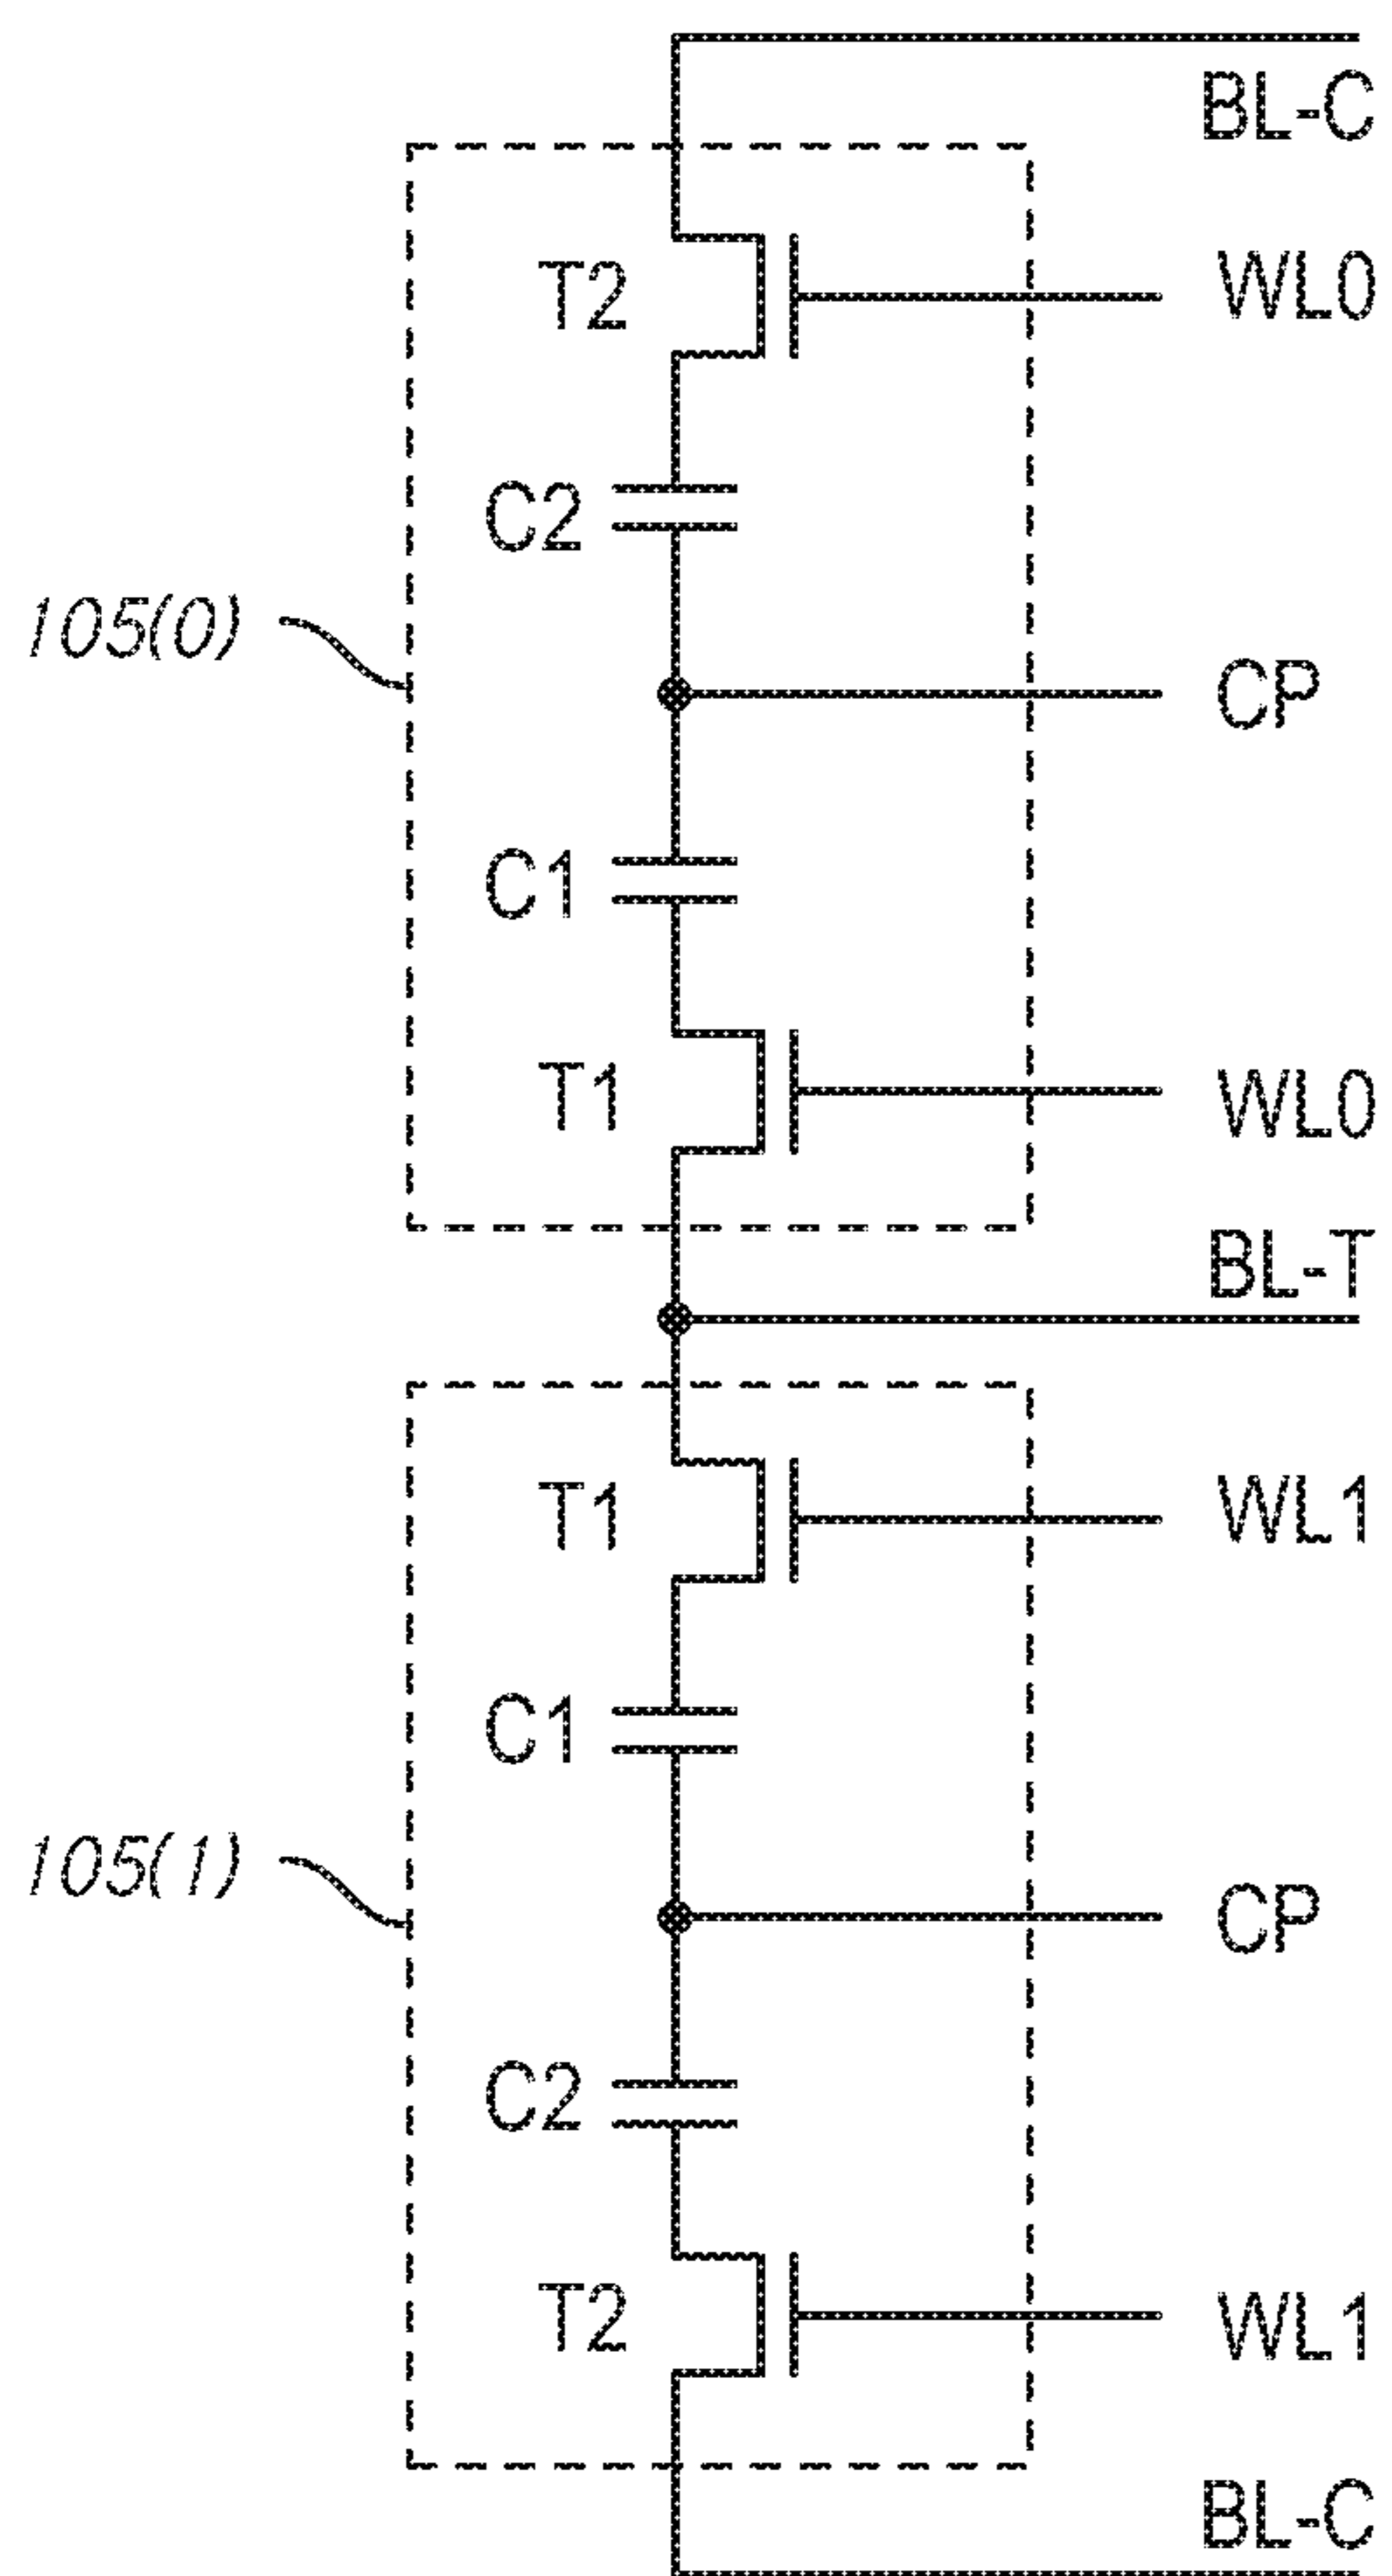 BL-C
T2 WL0
C2
105(0)
CP
C1
T1 WL0
BL-T
T1 WL1
C1
105(1)
CP
C2
T2 WL1
BL-C